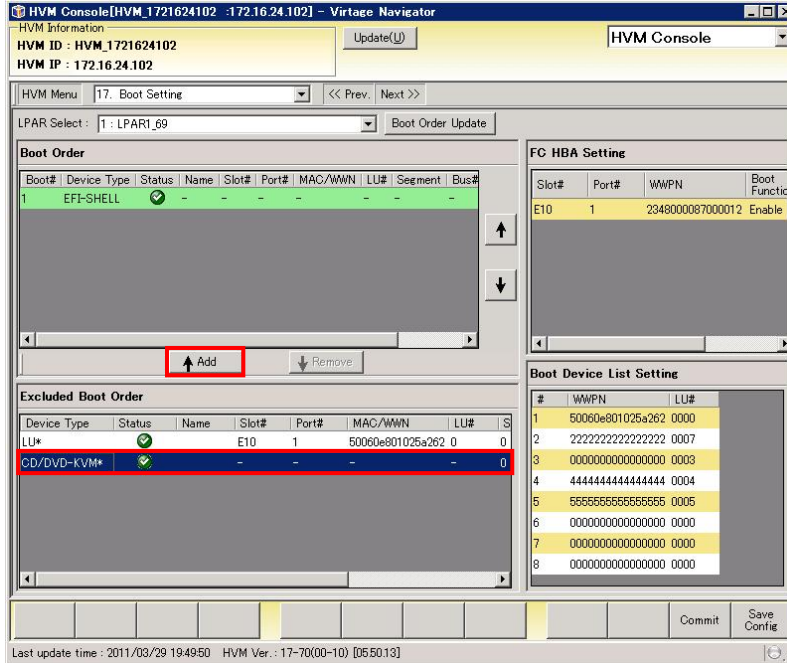 HVM Console[HVM_1721624102 :172.16.24.102] - Virtage Navigator
HVM Information
HVM ID : HVM_1721624102
HVM IP : 172.16.24.102
Update(U)
HVM Console
HVM Menu 17. Boot Setting << Prev. Next >>
LPAR Select : 1 : LPAR1_69 Boot Order Update
Boot Order
Boot# Device Type Status Name Slot# Port# MAC/WWN LU# Segment Bus#
1 EFI-SHELL - - - - - - -
Add Remove
Excluded Boot Order
Device Type Status Name Slot# Port# MAC/WWN LU# S
LU* E10 1 50060e801025a262 0 0
CD/DVD-KVM* - - - - 0
FC HBA Setting
Slot# Port# WWPN Boot Functio
E10 1 2348000087000012 Enable
Boot Device List Setting
# WWPN LU#
1 50060e801025a262 0000
2 2222222222222222 0007
3 0000000000000000 0003
4 4444444444444444 0004
5 5555555555555555 0005
6 0000000000000000 0000
7 0000000000000000 0000
8 0000000000000000 0000
Commit Save Config
Last update time : 2011/03/29 19:49:50 HVM Ver. : 17-70(00-10) [05.50.13]